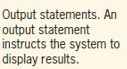 Output statements. An
output statement
instructs the system to
display results.